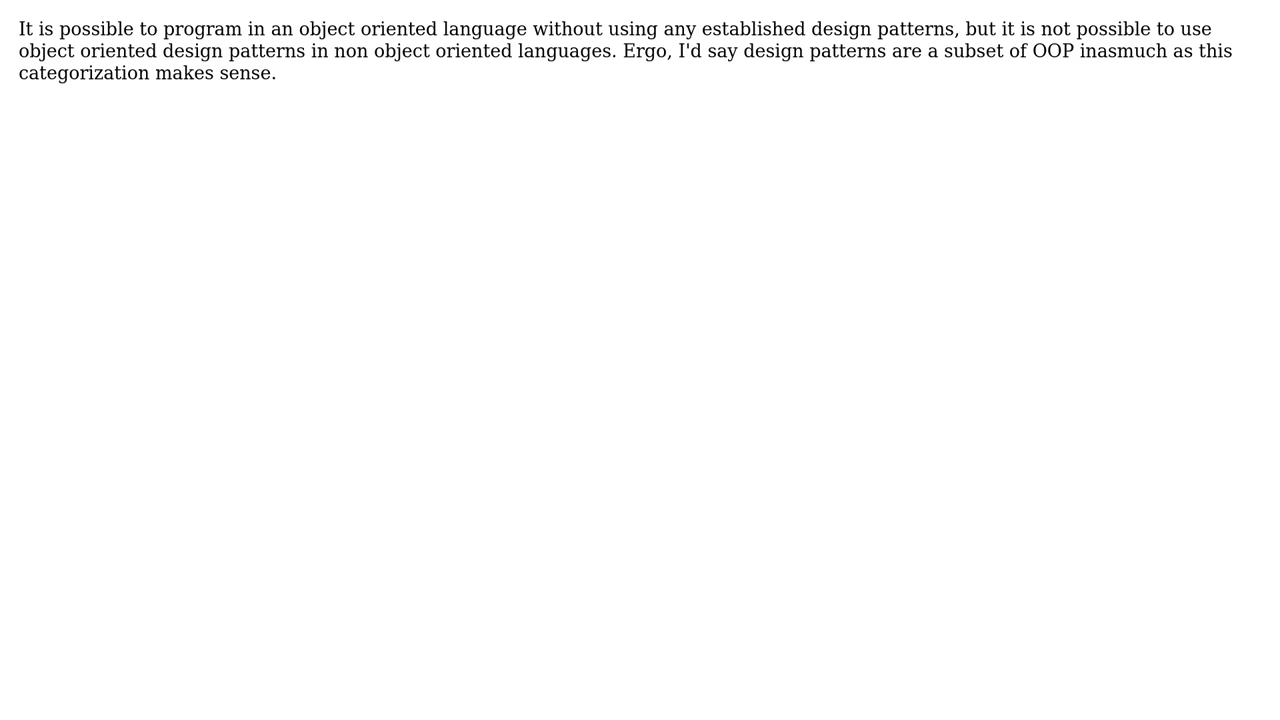 It is possible to program in an object oriented language without using any established design patterns, but it is not possible to use
object oriented design patterns in non object oriented languages. Ergo, I'd say design patterns are a subset of OOP inasmuch as this
categorization makes sense.